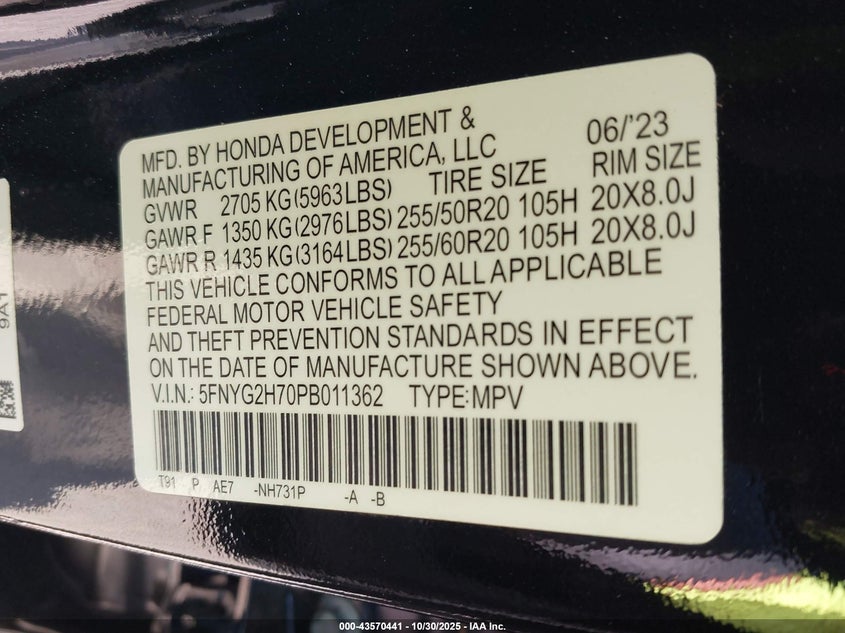 MFD. BY HONDA DEVELOPMENT & 06/'23
MANUFACTURING OF AMERICA, LLC
GVWR 2705 KG(5963LBS) TIRE SIZE RIM SIZE
GAWR F 1350 KG(2976LBS) 255/50R20 105H 20X8.0J
GAWR R 1435 KG(3164LBS) 255/60R20 105H 20X8.0J
THIS VEHICLE CONFORMS TO ALL APPLICABLE
FEDERAL MOTOR VEHICLE SAFETY
AND THEFT PREVENTION STANDARDS IN EFFECT
ON THE DATE OF MANUFACTURE SHOWN ABOVE.
V.I.N.: 5FNYG2H70PB011362 TYPE:MPV
T91 P AE7 -NH731P -A -B
9A1
000-43570441 - 10/30/2025 - IAA Inc.